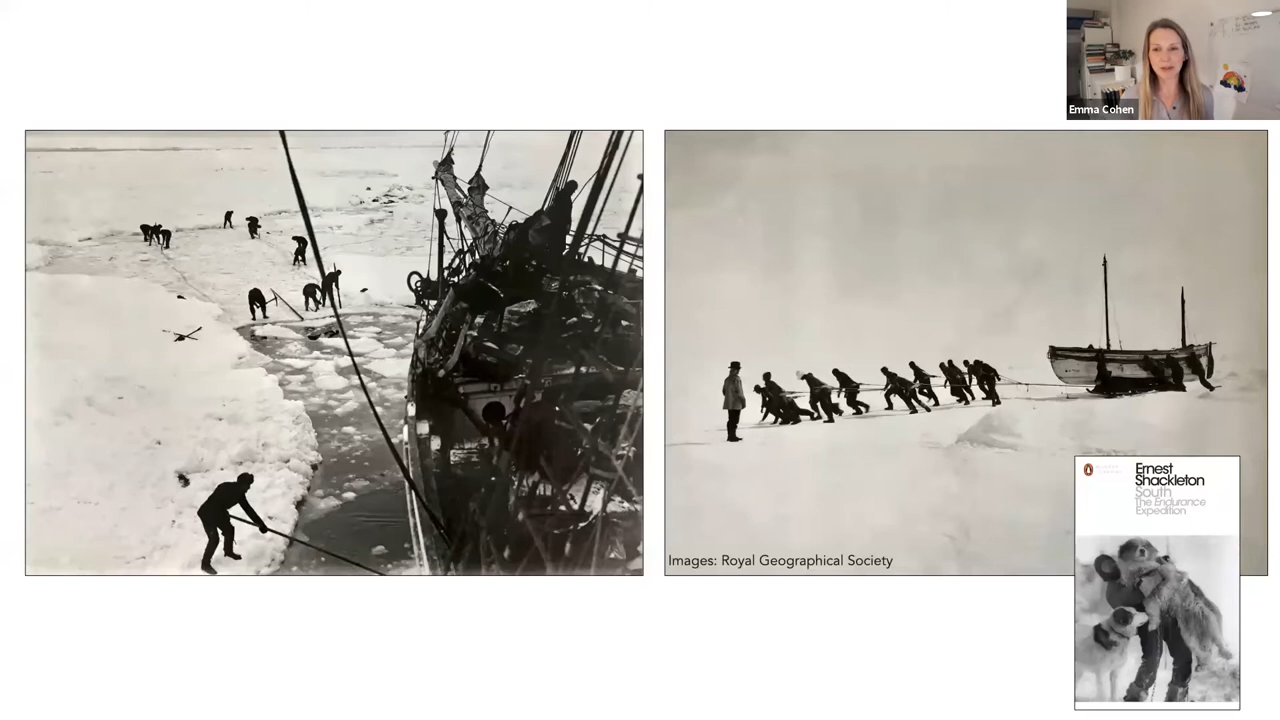 Emma Cohen
Images: Royal Geographical Society
Ernest
Shackleton
South
The Endurance
Expedition